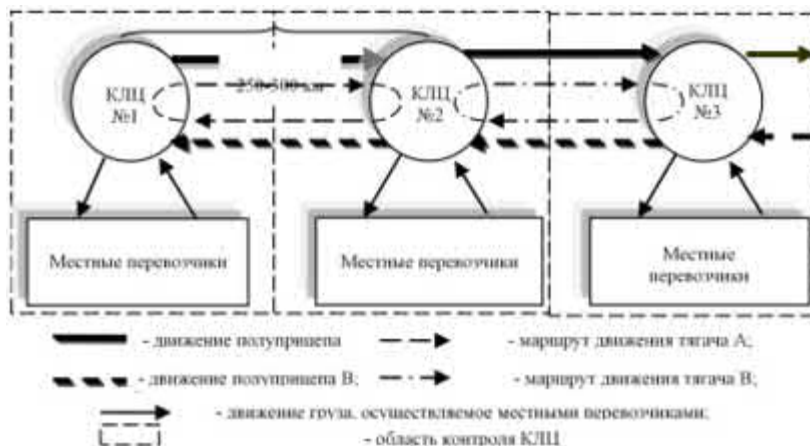 250-500 км
КЛЦ
№1
КЛЦ
№2
КЛЦ
№3
Местные перевозчики
Местные перевозчики
Местные
перевозчики
- движение полуприцепа
- маршрут движения тягача А;
- движение полуприцепа В;
- маршрут движения тягача В;
- движение груза, осуществляемое местными перевозчиками;
- область контроля КЛЦ